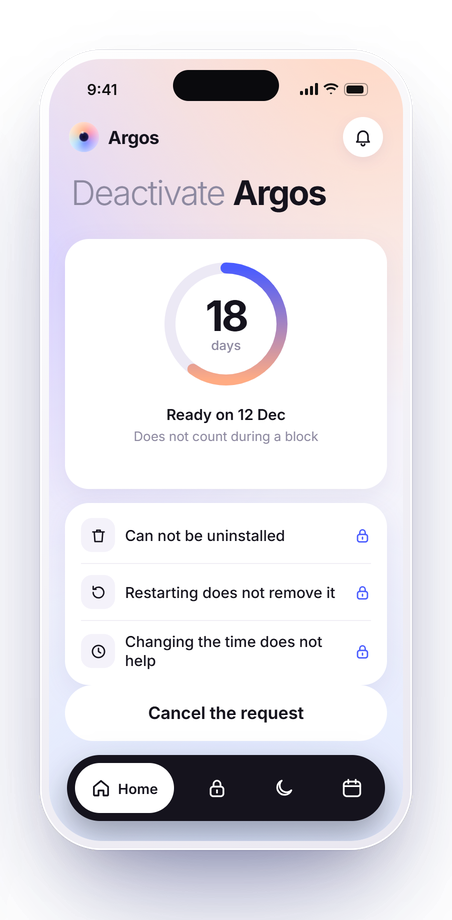 9:41
Argos
Deactivate Argos
18
days
Ready on 12 Dec
Does not count during a block
Can not be uninstalled
Restarting does not remove it
Changing the time does not
help
Cancel the request
Home